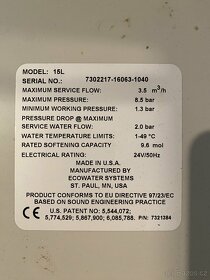 MODEL: 15L
SERIAL NO.: 7302217-16063-1040
MAXIMUM SERVICE FLOW: 3.5 m³/h
MAXIMUM PRESSURE: 8.5 bar
MINIMUM WORKING PRESSURE: 1.3 bar
PRESSURE DROP @ MAXIMUM
SERVICE WATER FLOW: 2.0 bar
WATER TEMPERATURE LIMITS: 1-49 °C
RATED SOFTENING CAPACITY: 9.6 mol
ELECTRICAL RATING: 24V/50Hz
MADE IN U.S.A.
MANUFACTURED BY
ECOWATER SYSTEMS
ST. PAUL, MN, USA
CE
PRODUCT CONFORMS TO EU DIRECTIVE 97/23/EC
BASED ON SOUND ENGINEERING PRACTICE
U.S. PATENT NO.: 5,544,072;
5,774,529; 5,867,900; 6,085,788. P/N: 7321384